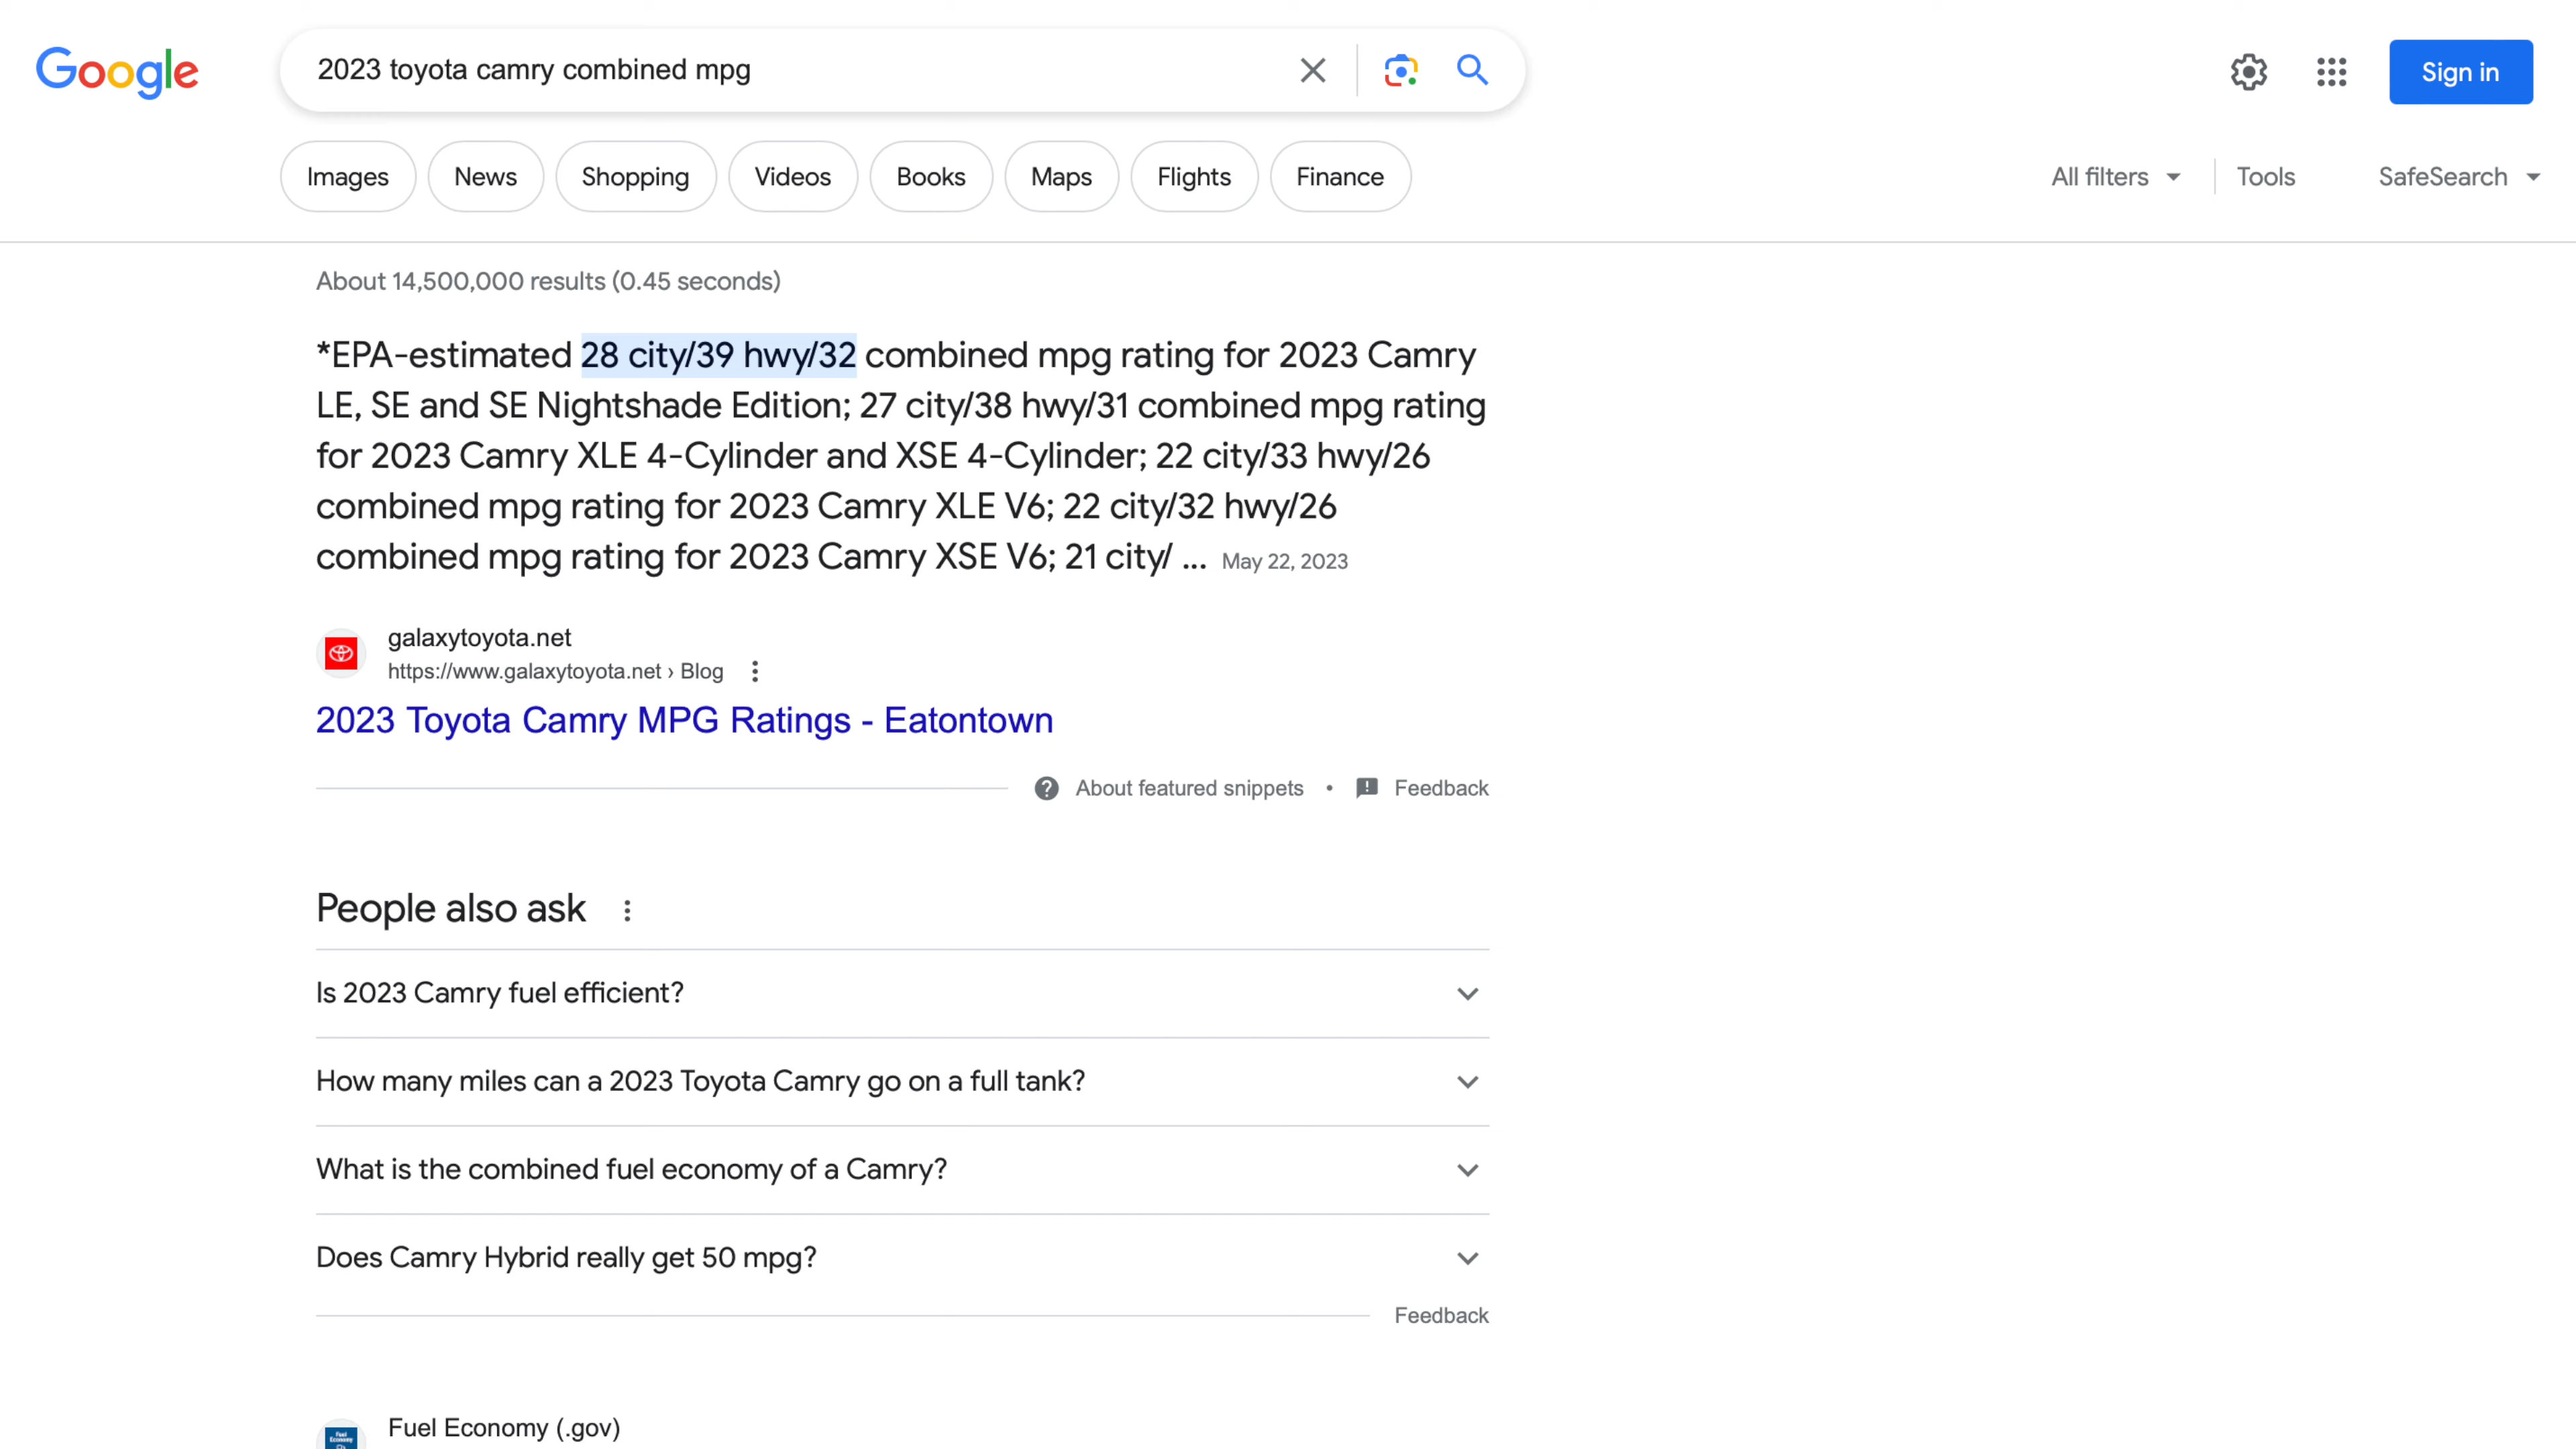 Google
2023 toyota camry combined mpg
Sign in
Images
News
Shopping
Videos
Books
Maps
Flights
Finance
All filters
Tools
SafeSearch
About 14,500,000 results (0.45 seconds)
*EPA-estimated 28 city/39 hwy/32 combined mpg rating for 2023 Camry
LE, SE and SE Nightshade Edition; 27 city/38 hwy/31 combined mpg rating
for 2023 Camry XLE 4-Cylinder and XSE 4-Cylinder; 22 city/33 hwy/26
combined mpg rating for 2023 Camry XLE V6; 22 city/32 hwy/26
combined mpg rating for 2023 Camry XSE V6; 21 city/ ... May 22, 2023
galaxytoyota.net
https://www.galaxytoyota.net › Blog
2023 Toyota Camry MPG Ratings - Eatontown
About featured snippets • Feedback
People also ask
Is 2023 Camry fuel efficient?
How many miles can a 2023 Toyota Camry go on a full tank?
What is the combined fuel economy of a Camry?
Does Camry Hybrid really get 50 mpg?
Feedback
Fuel Economy (.gov)
Fuel
Economy